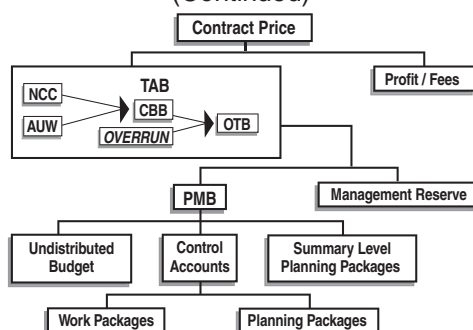 (Continued)
Contract Price
Profit / Fees
TAB
NCC
CBB
AUW
OVERRUN
OTB
PMB
Management Reserve
Undistributed
Budget
Control
Accounts
Summary Level
Planning Packages
Work Packages
Planning Packages